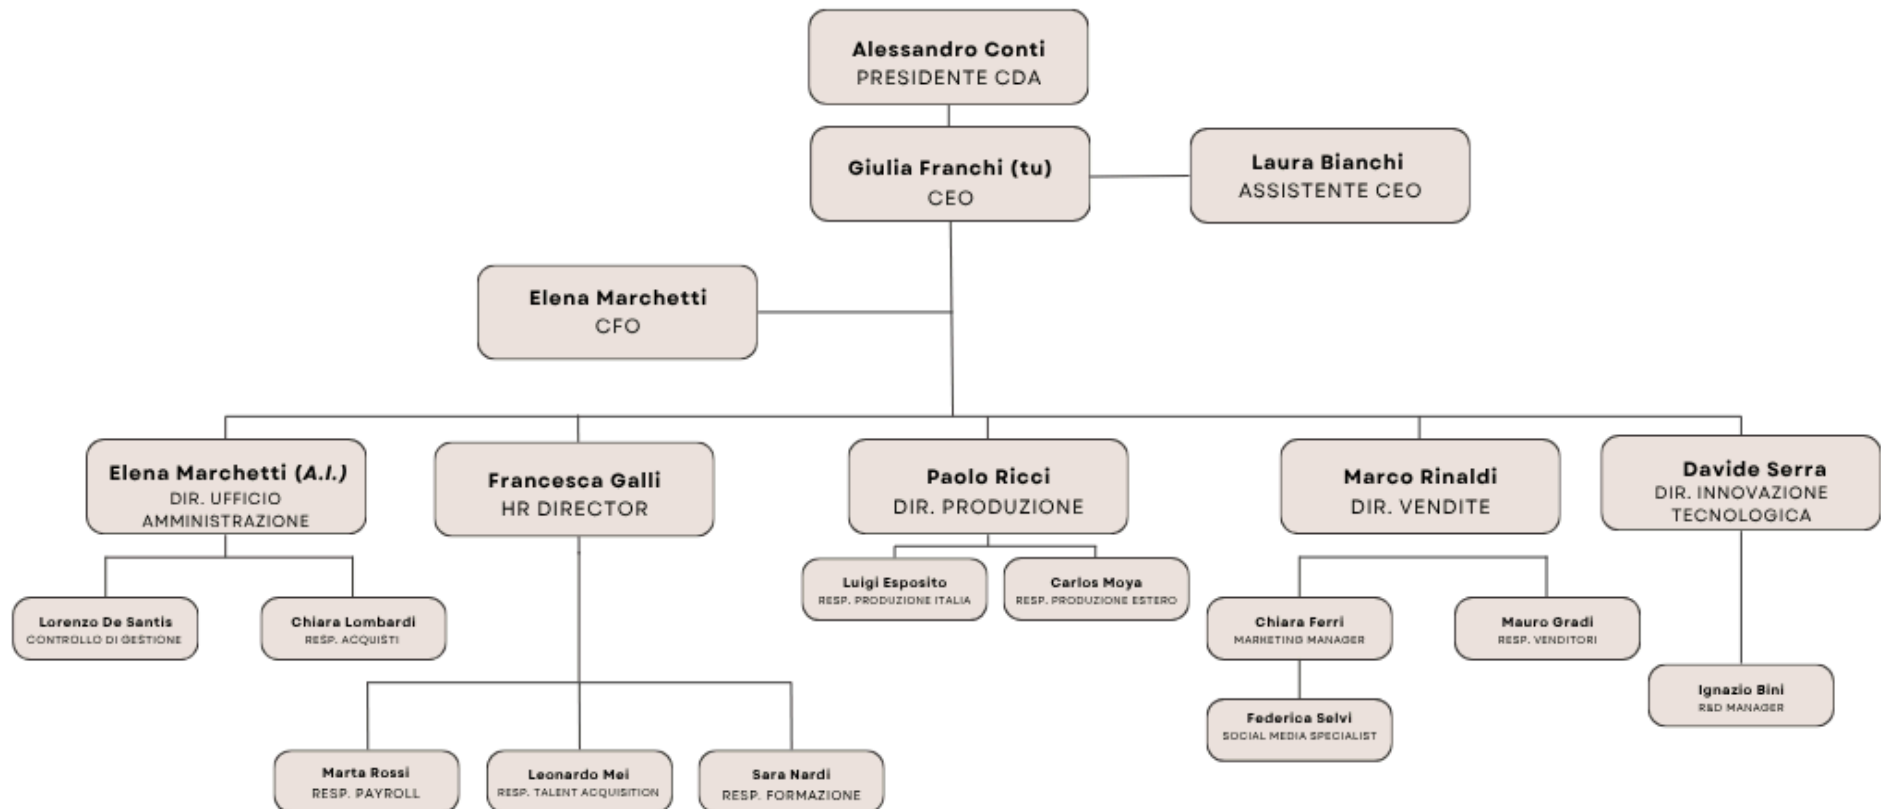 Alessandro Conti
PRESIDENTE CDA
Giulia Franchi (tu)
CEO
Laura Bianchi
ASSISTENTE CEO
Elena Marchetti
CFO
Elena Marchetti (A.I.)
DIR. UFFICIO
AMMINISTRAZIONE
Francesca Galli
HR DIRECTOR
Paolo Ricci
DIR. PRODUZIONE
Marco Rinaldi
DIR. VENDITE
Davide Serra
DIR. INNOVAZIONE
TECNOLOGICA
Lorenzo De Santis
CONTROLLO DI GESTIONE
Chiara Lombardi
RESP. ACQUISTI
Luigi Esposito
RESP. PRODUZIONE ITALIA
Carlos Moya
RESP. PRODUZIONE ESTERO
Chiara Ferri
MARKETING MANAGER
Mauro Gradi
RESP. VENDITORI
Federica Selvi
SOCIAL MEDIA SPECIALIST
Ignazio Bini
R&D MANAGER
Marta Rossi
RESP. PAYROLL
Leonardo Mei
RESP. TALENT ACQUISITION
Sara Nardi
RESP. FORMAZIONE